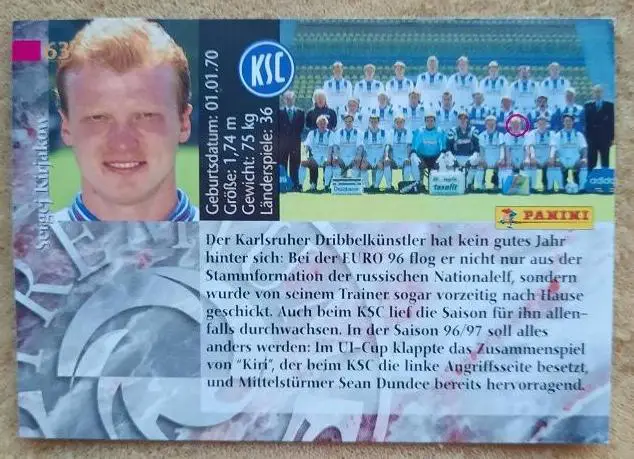 63
Sergej Kirjakow
Geburtsdatum: 01.01.70
Größe: 1,74 m
Gewicht: 75 kg
Länderspiele: 36
KSC
PANINI
Der Karlsruher Dribbelkünstler hat kein gutes Jahr
hinter sich: Bei der EURO 96 flog er nicht nur aus der
Stammformation der russischen Nationalelf, sondern
wurde von seinem Trainer sogar vorzeitig nach Hause
geschickt. Auch beim KSC lief die Saison für ihn allen-
falls durchwachsen. In der Saison 96/97 soll alles
anders werden: Im UI-Cup klappte das Zusammenspiel
von "Kiri", der beim KSC die linke Angriffsseite besetzt,
und Mittelstürmer Sean Dundee bereits hervorragend.